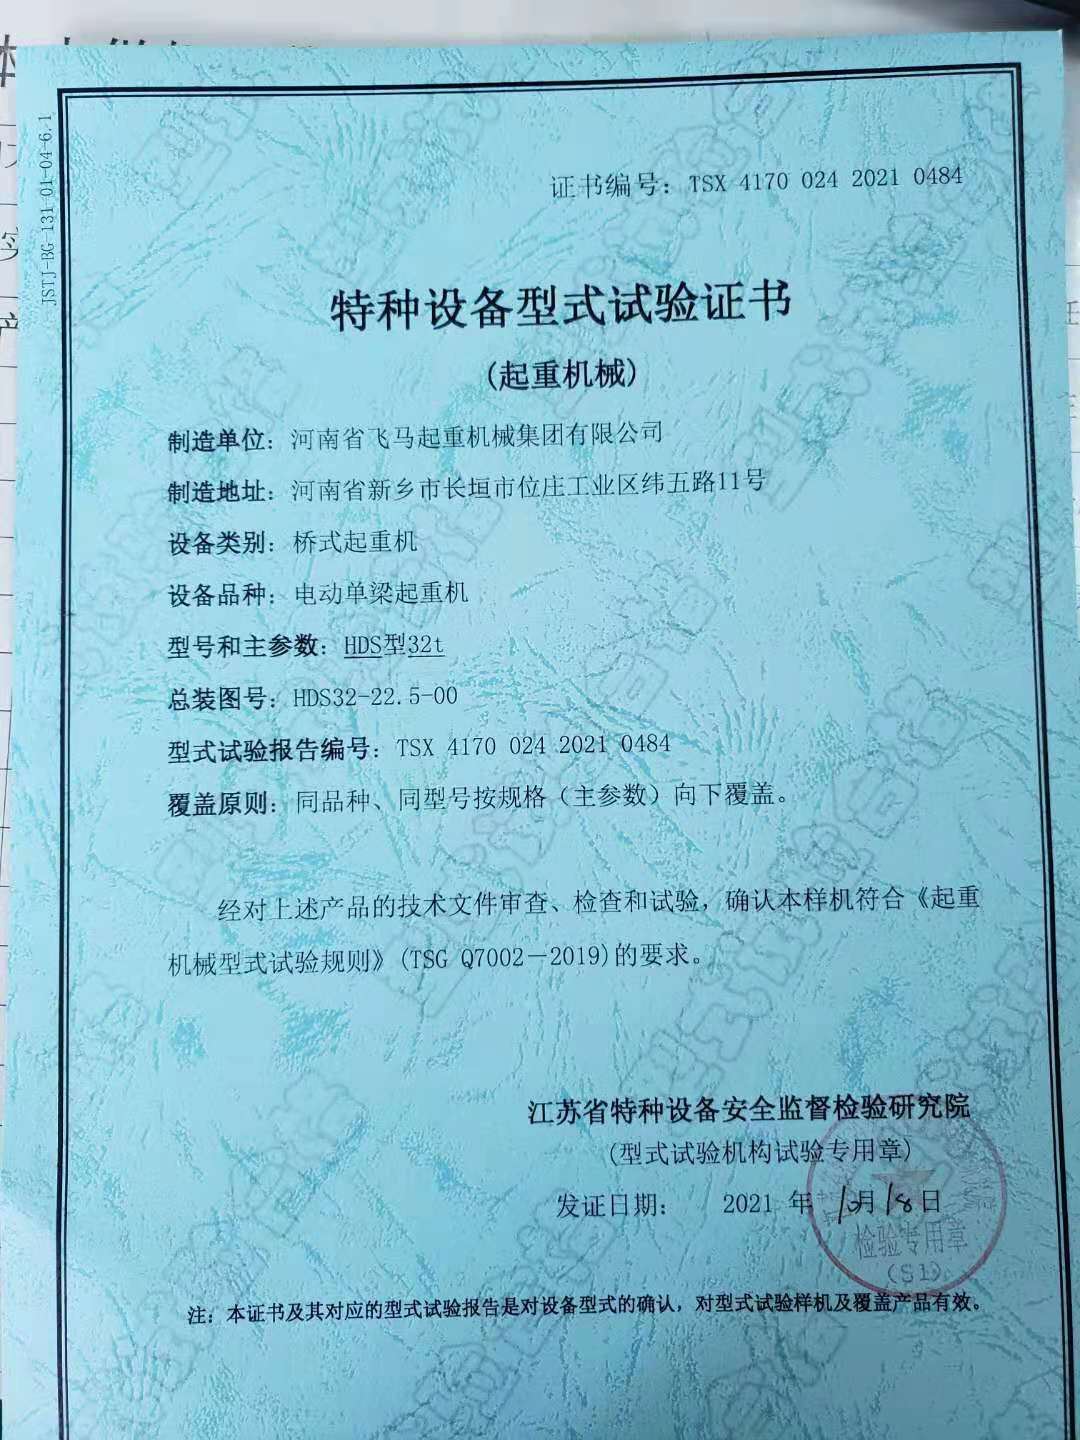 JSTJ-BG-131-01-04-6.1
证书编号：TSX 4170 024 2021 0484
特种设备型式试验证书
(起重机械)
制造单位：河南省飞马起重机械集团有限公司
制造地址：河南省新乡市长垣市位庄工业区纬五路11号
设备类别：桥式起重机
设备品种：电动单梁起重机
型号和主参数：HDS型32t
总装图号：HDS32-22.5-00
型式试验报告编号：TSX 4170 024 2021 0484
覆盖原则：同品种、同型号按规格（主参数）向下覆盖。
经对上述产品的技术文件审查、检查和试验，确认本样机符合《起重
机械型式试验规则》(TSG Q7002－2019)的要求。
江苏省特种设备安全监督检验研究院
(型式试验机构试验专用章)
发证日期： 2021 年 10月18日
检验专用章
(S1)
注：本证书及其对应的型式试验报告是对设备型式的确认，对型式试验样机及覆盖产品有效。